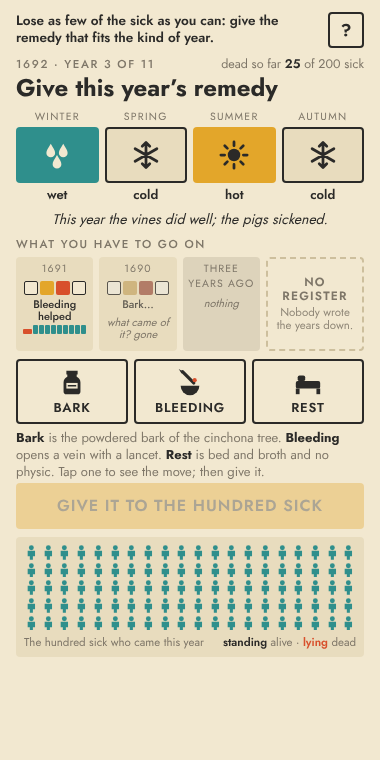 Lose as few of the sick as you can: give the
remedy that fits the kind of year.
?
1692 · YEAR 3 OF 11
dead so far 25 of 200 sick
Give this year's remedy
WINTER SPRING SUMMER AUTUMN
wet cold hot cold
This year the vines did well; the pigs sickened.
WHAT YOU HAVE TO GO ON
1691
Bleeding
helped
1690
Bark...
what came of
it? gone
THREE
YEARS AGO
nothing
NO
REGISTER
Nobody wrote
the years down.
BARK BLEEDING REST
Bark is the powdered bark of the cinchona tree. Bleeding
opens a vein with a lancet. Rest is bed and broth and no
physic. Tap one to see the move; then give it.
GIVE IT TO THE HUNDRED SICK
The hundred sick who came this year
standing alive · lying dead